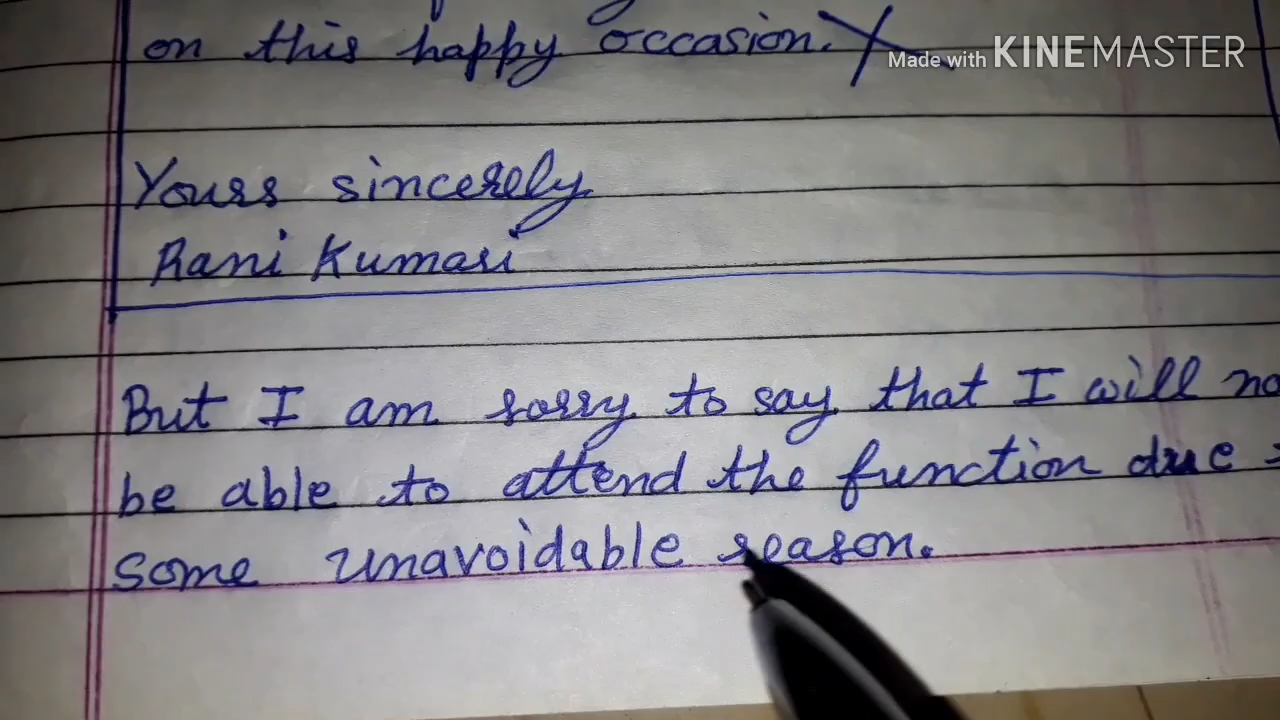 on this happy occasion.
Made with KINEMASTER
Yours sincerely
Rani Kumari
But I am sorry to say that I will no
be able to attend the function due
some unavoidable reason.